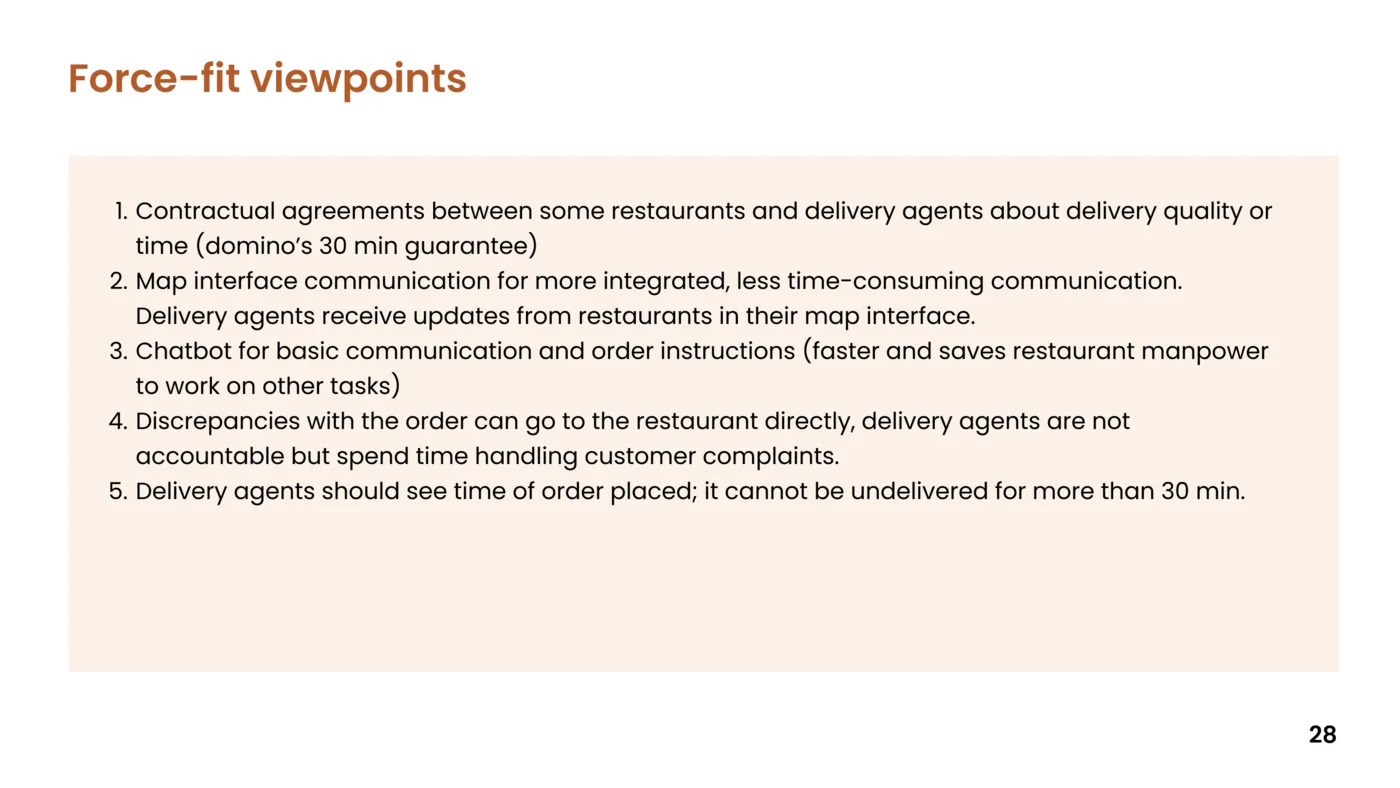 Force-fit viewpoints
1. Contractual agreements between some restaurants and delivery agents about delivery quality or
time (domino's 30 min guarantee)
2. Map interface communication for more integrated, less time-consuming communication.
Delivery agents receive updates from restaurants in their map interface.
3. Chatbot for basic communication and order instructions (faster and saves restaurant manpower
to work on other tasks)
4. Discrepancies with the order can go to the restaurant directly, delivery agents are not
accountable but spend time handling customer complaints.
5. Delivery agents should see time of order placed; it cannot be undelivered for more than 30 min.
28